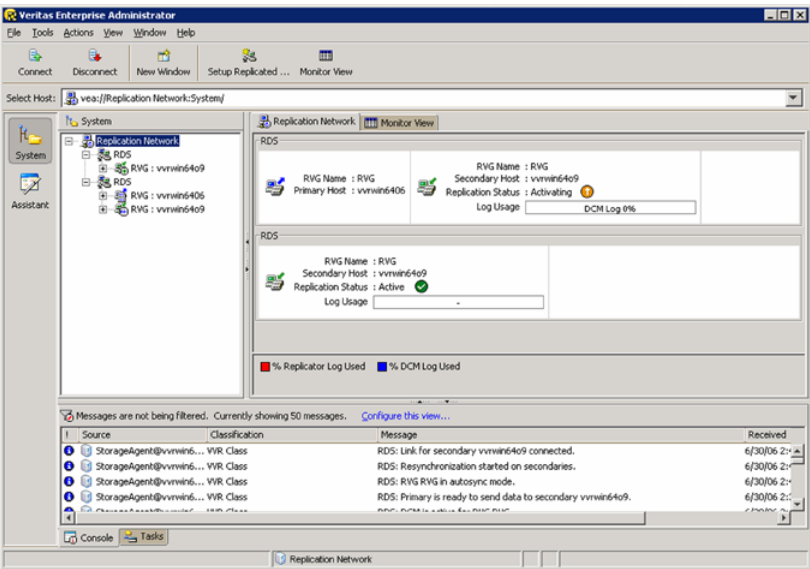 Veritas Enterprise Administrator
File Tools Actions View Window Help
Connect Disconnect New Window Setup Replicated ... Monitor View
Select Host: vea://Replication Network:System/
System
Assistant
System
Replication Network
RDS
RVG : vvrwin64o9
RDS
RVG : vvrwin6406
RVG : vvrwin64o9
Replication Network Monitor View
RDS
RVG Name : RVG
Primary Host : vvrwin6406
RVG Name : RVG
Secondary Host : vvrwin64o9
Replication Status : Activating
Log Usage DCM Log 0%
RDS
RVG Name : RVG
Secondary Host : vvrwin64o9
Replication Status : Active
Log Usage -
% Replicator Log Used % DCM Log Used
Messages are not being filtered. Currently showing 50 messages. Configure this view...
! Source Classification Message Received
StorageAgent@vvrwin6... VVR Class RDS: Link for secondary vvrwin64o9 connected. 6/30/06 2:
StorageAgent@vvrwin6... VVR Class RDS: Resynchronization started on secondaries. 6/30/06 2:
StorageAgent@vvrwin6... VVR Class RDS: RVG RVG in autosync mode. 6/30/06 2:
StorageAgent@vvrwin6... VVR Class RDS: Primary is ready to send data to secondary vvrwin64o9. 6/30/06 2:
Console Tasks
Replication Network